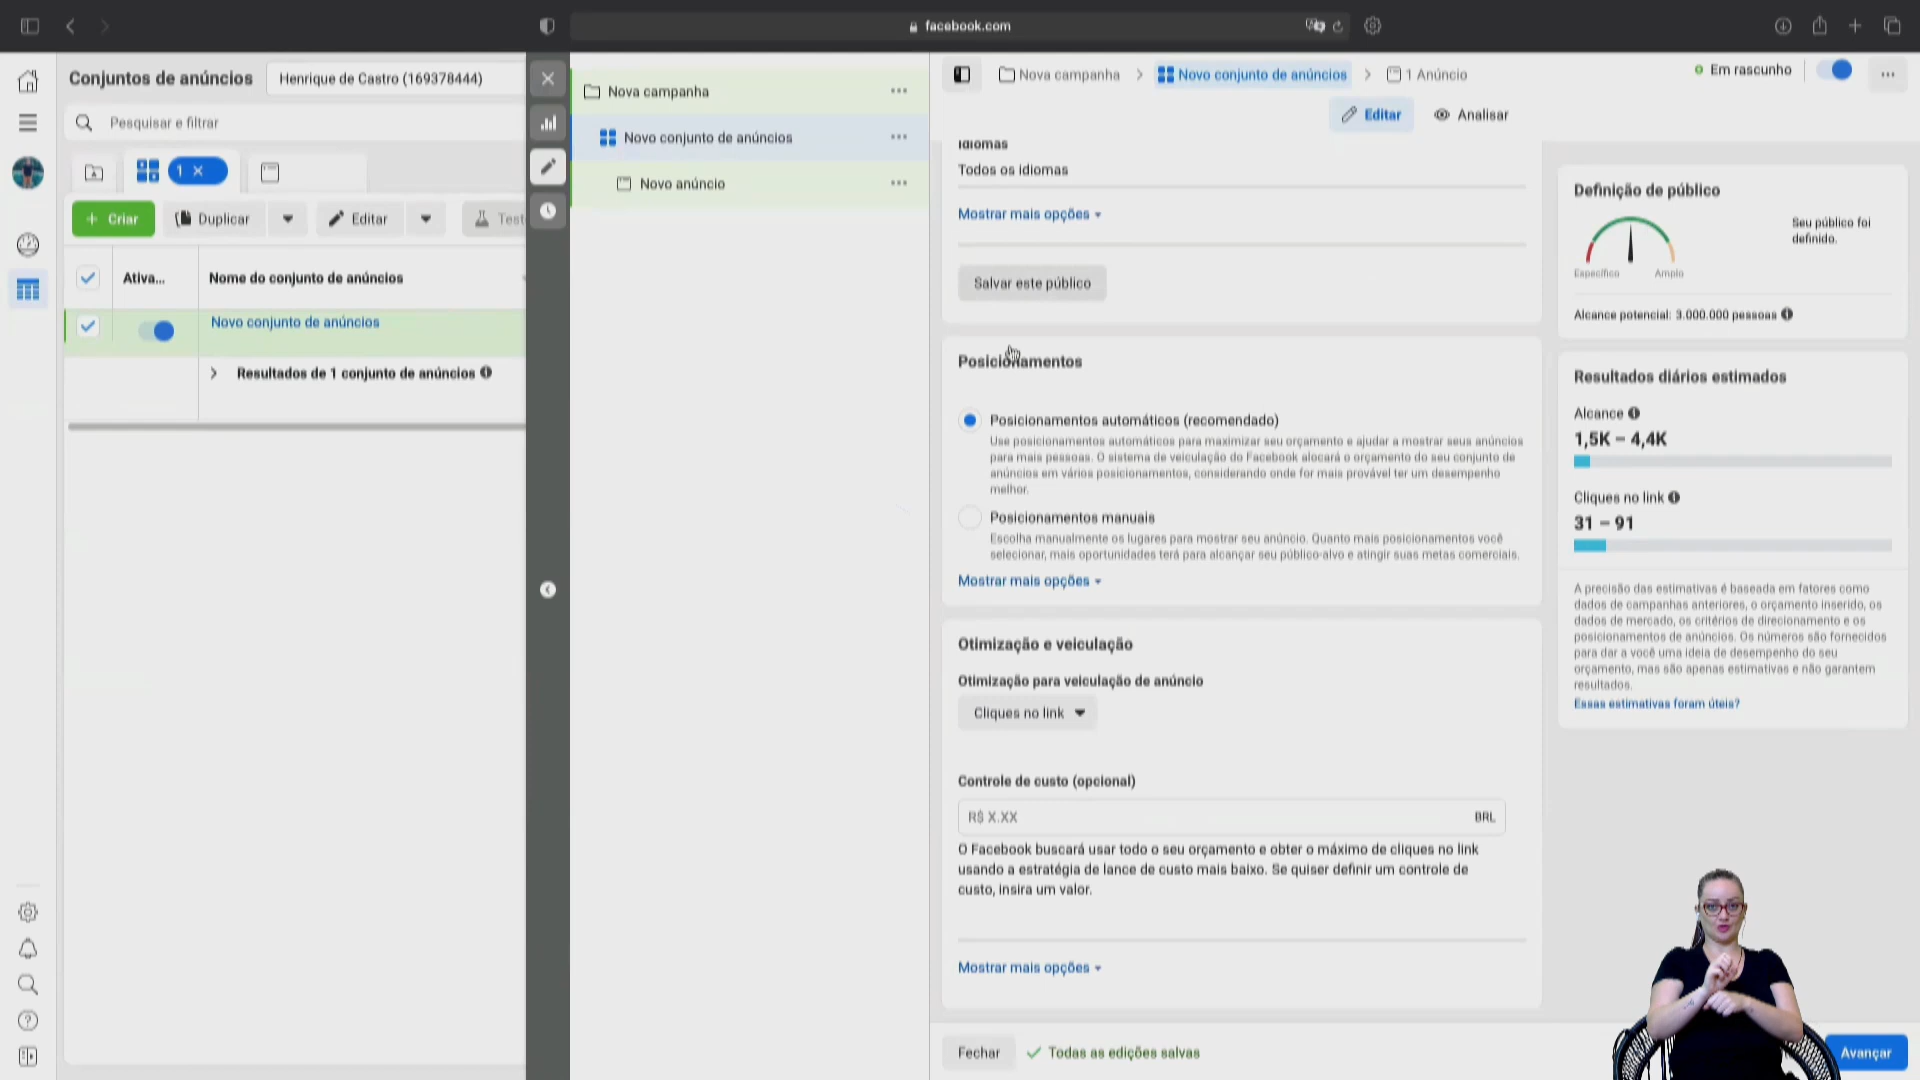 facebook.com
Conjuntos de anúncios
Henrique de Castro (169378444)
Pesquisar e filtrar
1 ×
+ Criar
Duplicar
Editar
Ativa...
Nome do conjunto de anúncios
Novo conjunto de anúncios
Resultados de 1 conjunto de anúncios
Nova campanha
Novo conjunto de anúncios
Novo anúncio
Nova campanha > Novo conjunto de anúncios > 1 Anúncio
Em rascunho
Editar
Analisar
Idiomas
Todos os idiomas
Mostrar mais opções
Salvar este público
Posicionamentos
Posicionamentos automáticos (recomendado)
Use posicionamentos automáticos para maximizar seu orçamento e ajudar a mostrar seus anúncios
para mais pessoas. O sistema de veiculação do Facebook alocará o orçamento do seu conjunto de
anúncios em vários posicionamentos, considerando onde for mais provável ter um desempenho
melhor.
Posicionamentos manuais
Escolha manualmente os lugares para mostrar seu anúncio. Quanto mais posicionamentos você
selecionar, mais oportunidades terá para alcançar seu público-alvo e atingir suas metas comerciais.
Mostrar mais opções
Otimização e veiculação
Otimização para veiculação de anúncio
Cliques no link
Controle de custo (opcional)
R$ X.XX
BRL
O Facebook buscará usar todo o seu orçamento e obter o máximo de cliques no link
usando a estratégia de lance de custo mais baixo. Se quiser definir um controle de
custo, insira um valor.
Mostrar mais opções
Fechar
Todas as edições salvas
Avançar
Definição de público
Seu público foi
definido.
Específico
Amplo
Alcance potencial: 3.000.000 pessoas
Resultados diários estimados
Alcance
1,5K – 4,4K
Cliques no link
31 – 91
A precisão das estimativas é baseada em fatores como
dados de campanhas anteriores, o orçamento inserido, os
dados de mercado, os critérios de direcionamento e os
posicionamentos de anúncios. Os números são fornecidos
para dar a você uma ideia de desempenho do seu
orçamento, mas são apenas estimativas e não garantem
resultados.
Essas estimativas foram úteis?